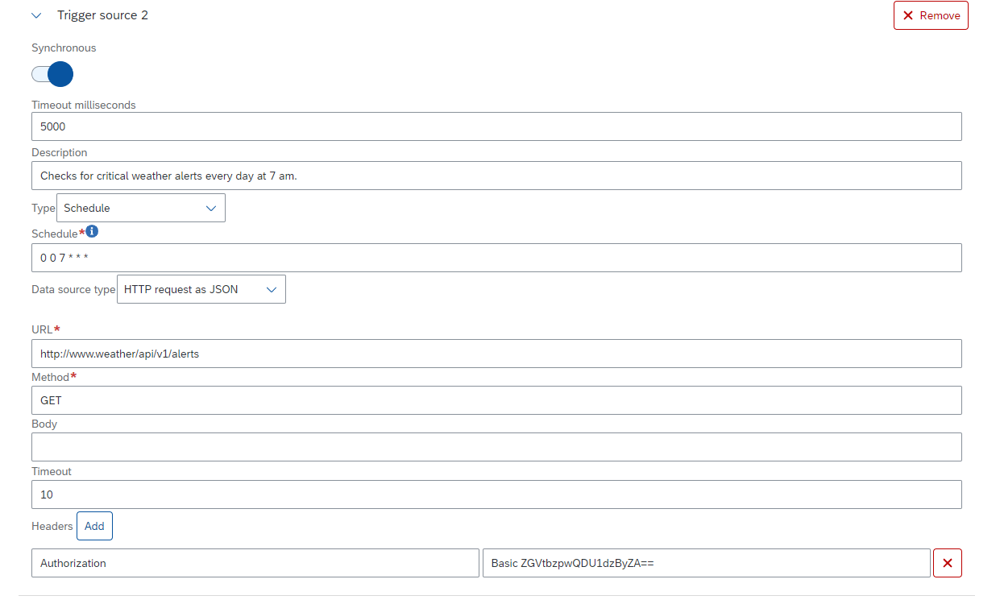 Trigger source 2
Remove
Synchronous
Timeout milliseconds
5000
Description
Checks for critical weather alerts every day at 7 am.
Type Schedule
Schedule*
0 0 7 * * *
Data source type HTTP request as JSON
URL*
http://www.weather/api/v1/alerts
Method*
GET
Body
Timeout
10
Headers Add
Authorization Basic ZGVtbzpwQDU1dzByZA==